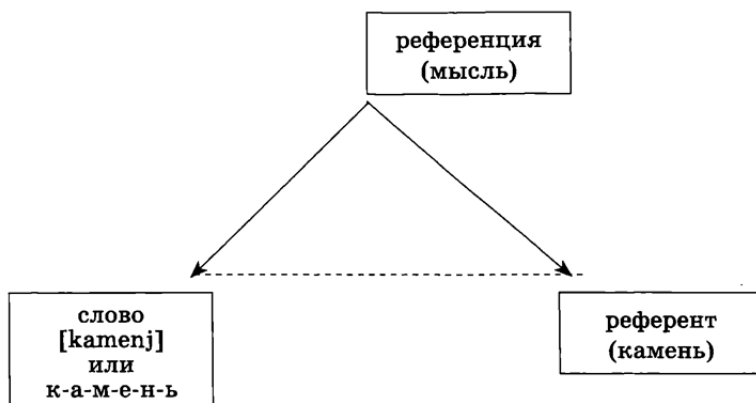 референция
(мысль)
слово
[kamenj]
или
к-а-м-е-н-ь
референт
(камень)